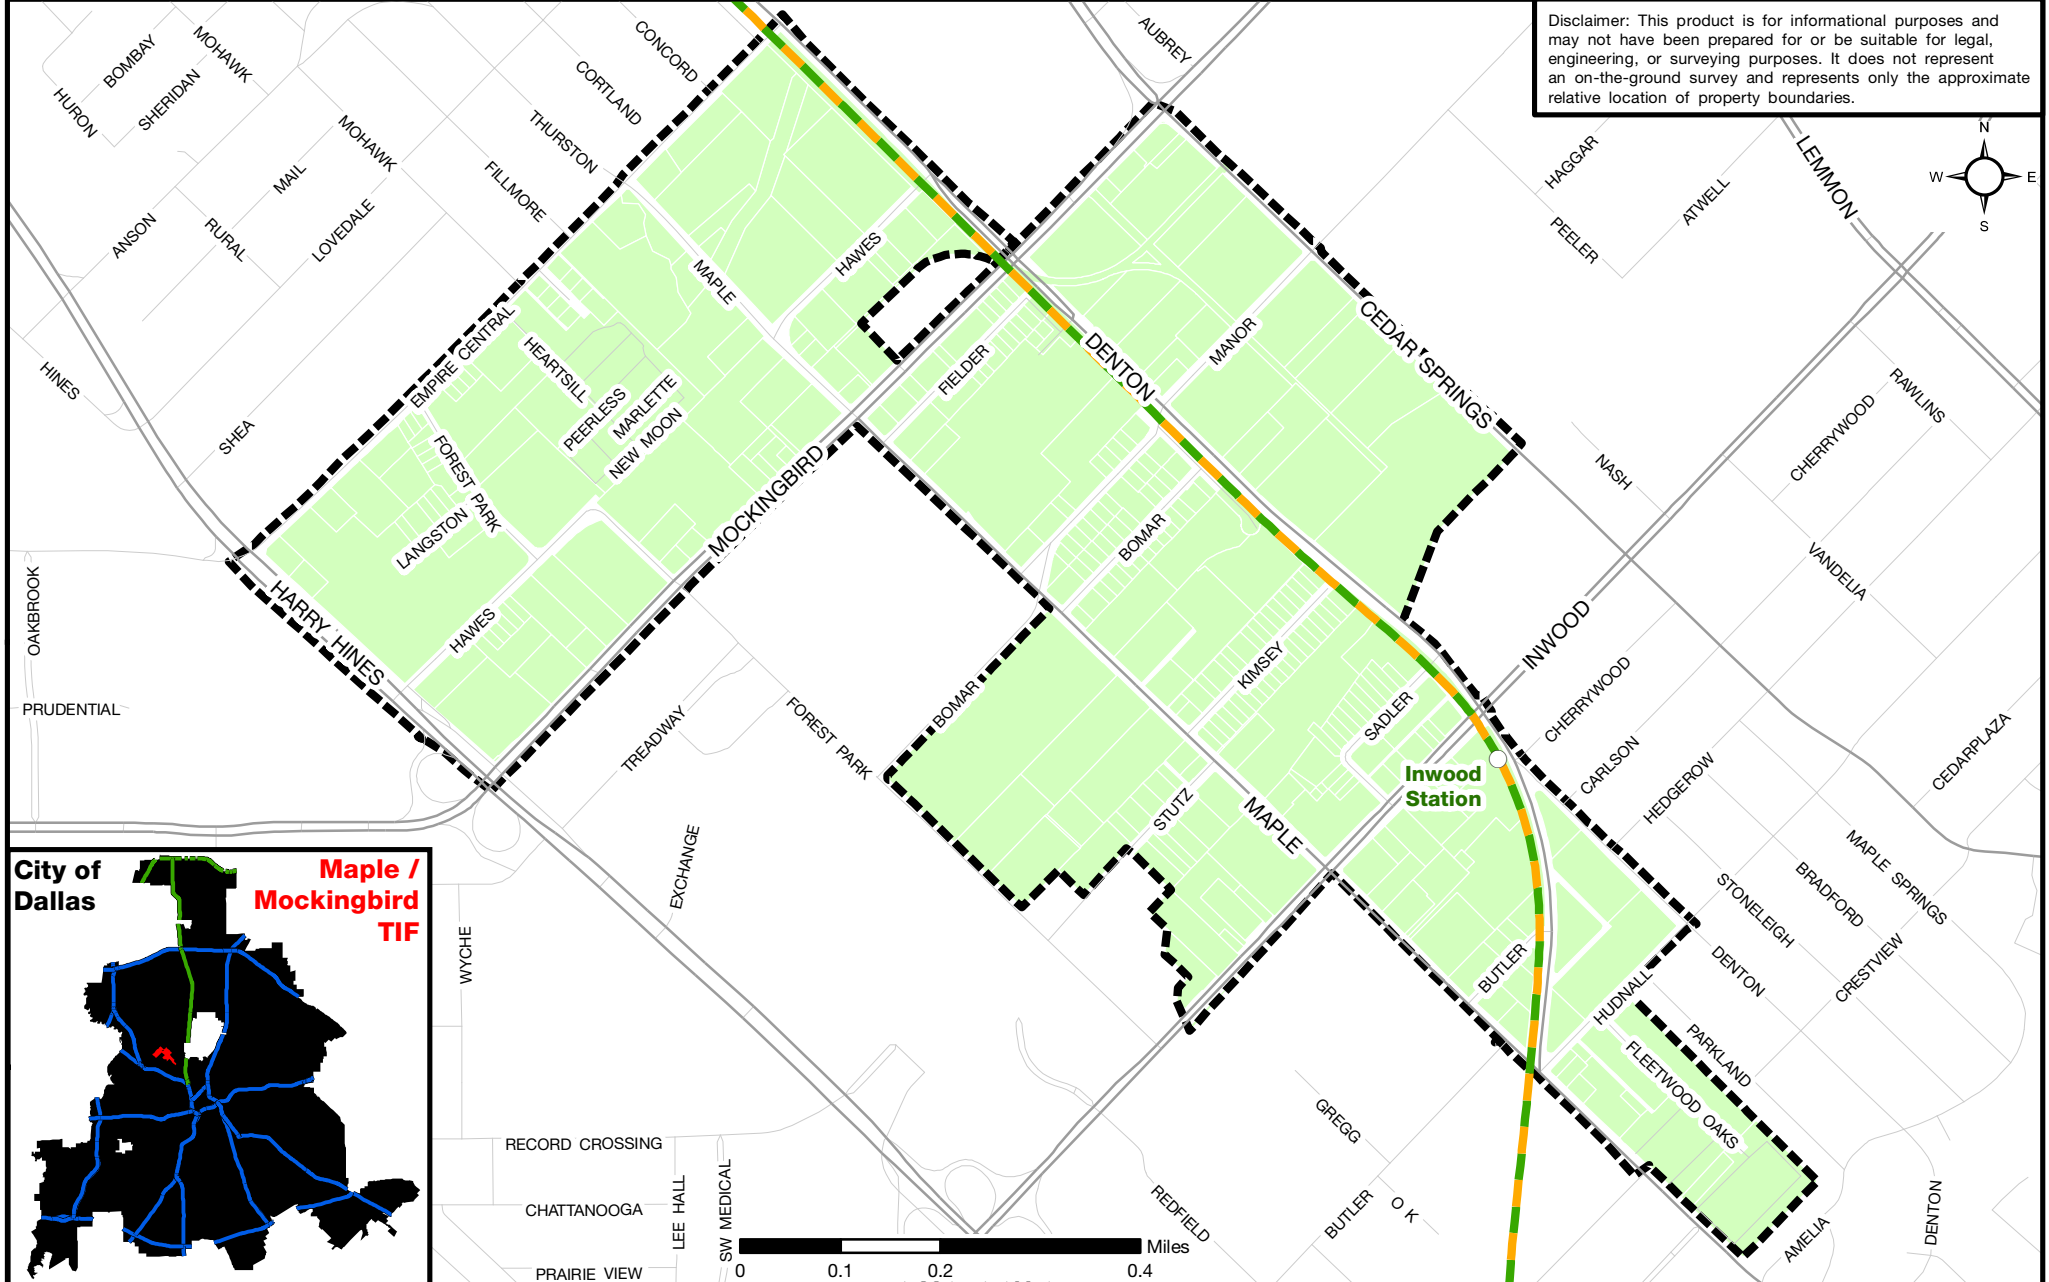 Disclaimer: This product is for informational purposes and
may not have been prepared for or be suitable for legal,
engineering, or surveying purposes. It does not represent
an on-the-ground survey and represents only the approximate
relative location of property boundaries.
N
W
E
S
BOMBAY
MOHAWK
SHERIDAN
HURON
MOHAWK
MAIL
ANSON
RURAL
LOVEDALE
CONCORD
CORTLAND
THURSTON
FILLMORE
AUBREY
HAGGAR
PEELER
ATWELL
LEMMON
HAWES
MAPLE
EMPIRE CENTRAL
HEARTSILL
PEERLESS
MARLETTE
NEW MOON
FIELDER
DENTON
MANOR
CEDAR SPRINGS
HINES
SHEA
FOREST PARK
LANGSTON
MOCKINGBIRD
RAWLINS
CHERRYWOOD
NASH
VANDELIA
BOMAR
OAKBROOK
HARRY HINES
HAWES
PRUDENTIAL
TREADWAY
FOREST PARK
BOMAR
KIMSEY
SADLER
INWOOD
CHERRYWOOD
CARLSON
HEDGEROW
CEDARPLAZA
Inwood
Station
STUTZ
MAPLE
EXCHANGE
MAPLE SPRINGS
BRADFORD
STONELEIGH
CRESTVIEW
DENTON
WYCHE
BUTLER
HUDNALL
PARKLAND
FLEETWOOD OAKS
GREGG
BUTLER
OK
REDFIELD
AMELIA
DENTON
RECORD CROSSING
CHATTANOOGA
LEE HALL
SW MEDICAL
PRAIRIE VIEW
City of
Dallas
Maple /
Mockingbird
TIF
Miles
0
0.1
0.2
0.4